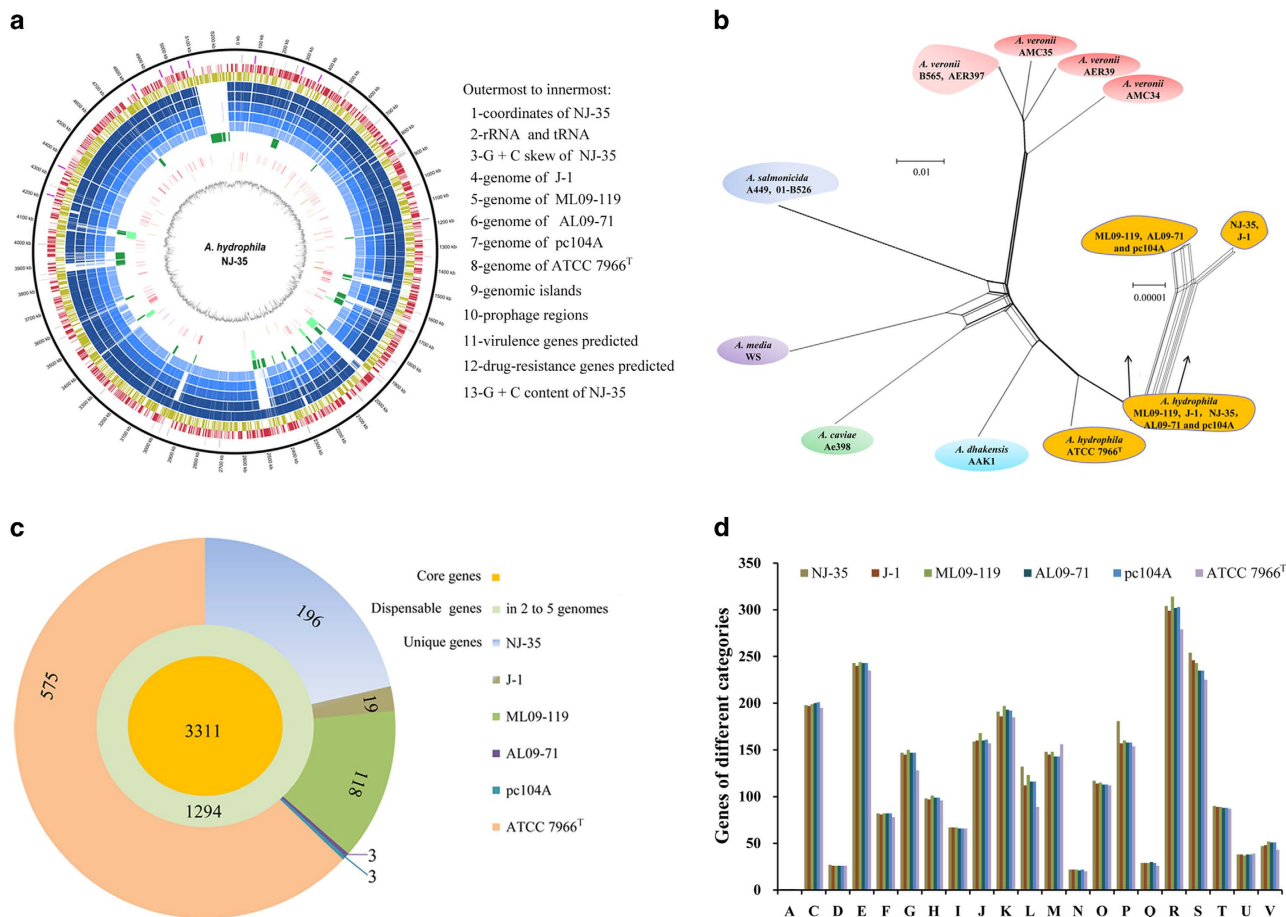 a
0 kb
100 kb
5200 kb
A. hydrophila
NJ-35
Outermost to innermost:
1-coordinates of NJ-35
2-rRNA and tRNA
3-G + C skew of NJ-35
4-genome of J-1
5-genome of ML09-119
6-genome of AL09-71
7-genome of pc104A
8-genome of ATCC 7966T
9-genomic islands
10-prophage regions
11-virulence genes predicted
12-drug-resistance genes predicted
13-G + C content of NJ-35
b
A. veronii
B565, AER397
A. veronii
AMC35
A. veronii
AER39
A. veronii
AMC34
0.01
A. salmonicida
A449, 01-B526
ML09-119, AL09-71
and pc104A
NJ-35,
J-1
0.00001
A. media
WS
A. caviae
Ae398
A. dhakensis
AAK1
A. hydrophila
ATCC 7966T
A. hydrophila
ML09-119, J-1, NJ-35,
AL09-71 and pc104A
c
575
196
19
118
3
3
3311
1294
Core genes
Dispensable genes
in 2 to 5 genomes
Unique genes
NJ-35
J-1
ML09-119
AL09-71
pc104A
ATCC 7966T
d
Genes of different categories
350
300
250
200
150
100
50
0
NJ-35 J-1 ML09-119 AL09-71 pc104A ATCC 7966T
A C D E F G H I J K L M N O P Q R S T U V